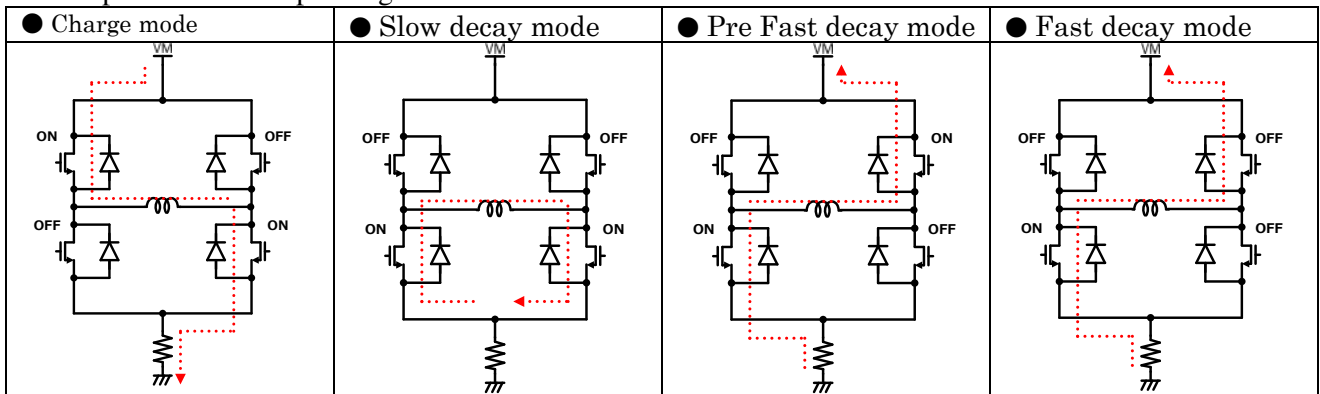 ● Charge mode
VM
ON OFF
OFF ON
● Slow decay mode
VM
OFF OFF
ON ON
● Pre Fast decay mode
VM
OFF ON
ON OFF
● Fast decay mode
VM
OFF OFF
ON OFF